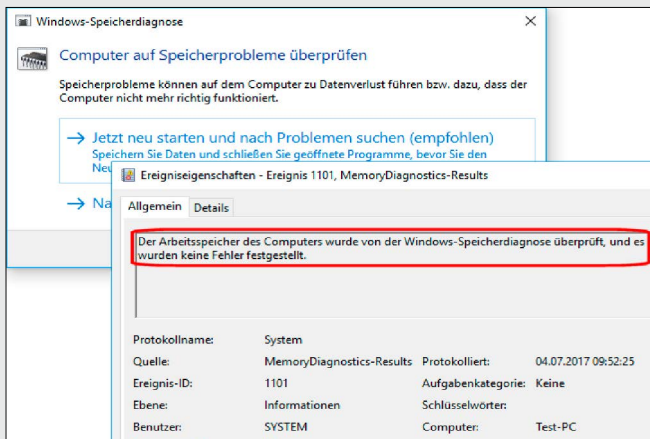 Windows-Speicherdiagnose
Computer auf Speicherprobleme überprüfen
Speicherprobleme können auf dem Computer zu Datenverlust führen bzw. dazu, dass der
Computer nicht mehr richtig funktioniert.
Jetzt neu starten und nach Problemen suchen (empfohlen)
Speichern Sie Daten und schließen Sie geöffnete Programme, bevor Sie den
Neu
Na
Ereigniseigenschaften - Ereignis 1101, MemoryDiagnostics-Results
Allgemein Details
Der Arbeitsspeicher des Computers wurde von der Windows-Speicherdiagnose überprüft, und es
wurden keine Fehler festgestellt.
Protokollname: System
Quelle: MemoryDiagnostics-Results Protokolliert: 04.07.2017 09:52:25
Ereignis-ID: 1101 Aufgabenkategorie: Keine
Ebene: Informationen Schlüsselwörter:
Benutzer: SYSTEM Computer: Test-PC